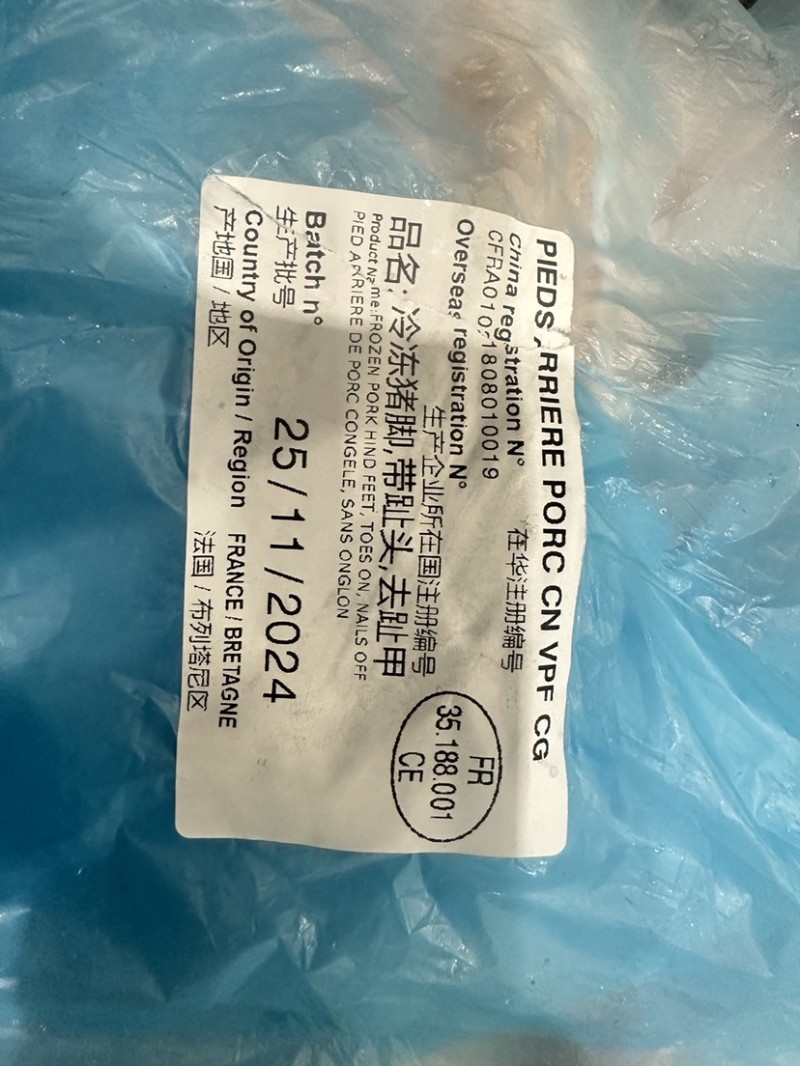 PIEDS ARRIERE PORC CN VPF CG
China registration N° 在华注册编号
CFRA01071808010019
Overseas registration N°
生产企业所在国注册编号
FR
35.188.001
CE
品名: 冷冻猪脚,带趾头,去趾甲
Product Name:FROZEN PORK HIND FEET, TOES ON, NAILS OFF
PIED ARRIERE DE PORC CONGELE, SANS ONGLON
Batch n°
生产批号
25/11/2024
Country of Origin / Region FRANCE / BRETAGNE
产地国 / 地区 法国 / 布列塔尼区